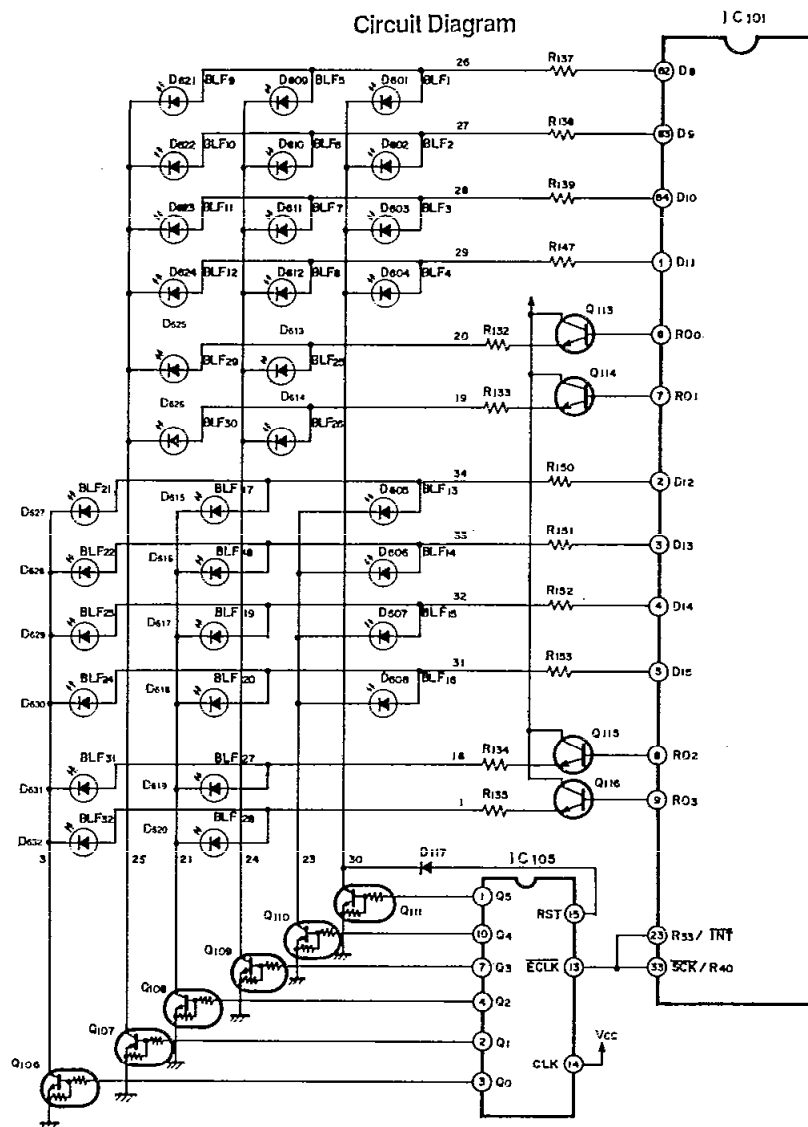 Circuit Diagram
IC101
D621 BLF9 D609 BLF5 D601 BLF1 26 R137 62 D8
D622 BLF10 D610 BLF6 D602 BLF2 27 R138 63 D9
D623 BLF11 D611 BLF7 D603 BLF3 28 R139 64 D10
D624 BLF12 D612 BLF8 D604 BLF4 29 R147 1 D11
D625 BLF29 D613 BLF25 20 R132 Q113 6 RO0
D626 BLF30 D614 BLF26 19 R133 Q114 7 RO1
D627 BLF21 D615 BLF17 D605 BLF13 34 R150 2 D12
D628 BLF22 D616 BLF18 D606 BLF14 33 R151 3 D13
D629 BLF23 D617 BLF19 D607 BLF15 32 R152 4 D14
D630 BLF24 D618 BLF20 D608 BLF16 31 R153 5 D15
D631 BLF31 D619 BLF27 18 R134 Q115 8 RO2
D632 BLF32 D620 BLF28 1 R135 Q116 9 RO3
3 25 21 24 23 30 D117 IC105
Q111 1 Q5 RST 15
Q110 10 Q4 23 R33/INT
Q109 7 Q3 ECLK 13 33 SCK/R40
Q108 4 Q2
Q107 2 Q1 Vcc
CLK 14
Q106 3 Q0